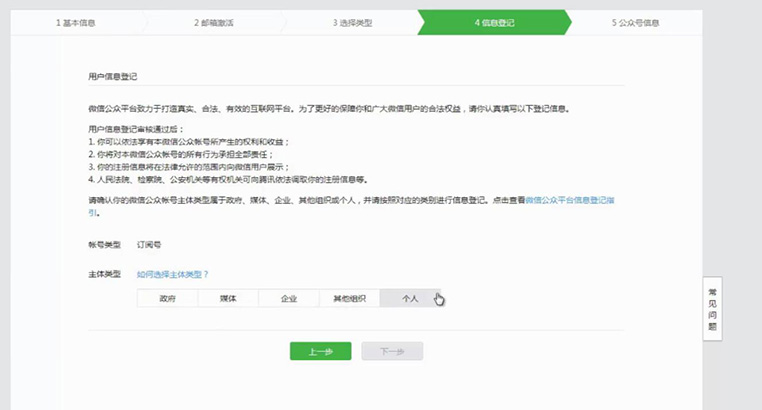 1 基本信息 2 邮箱激活 3 选择类型 4 信息登记 5 公众号信息
用户信息登记
微信公众平台致力于打造真实、合法、有效的互联网平台。为了更好的保障你和广大微信用户的合法权益，请你认真填写以下登记信息。
用户信息登记审核通过后：
1. 你可以依法享有本微信公众帐号所产生的权利和收益；
2. 你将对本微信公众帐号的所有行为承担全部责任；
3. 你的注册信息将在法律允许的范围内向微信用户展示；
4. 人民法院、检察院、公安机关等有权机关可向腾讯依法调取你的注册信息等。
请确认你的微信公众帐号主体类型属于政府、媒体、企业、其他组织或个人，并请按照对应的类别进行信息登记。点击查看微信公众平台信息登记指
引。
帐号类型 订阅号
主体类型 如何选择主体类型？
政府 媒体 企业 其他组织 个人
常
见
问
题
上一步 下一步